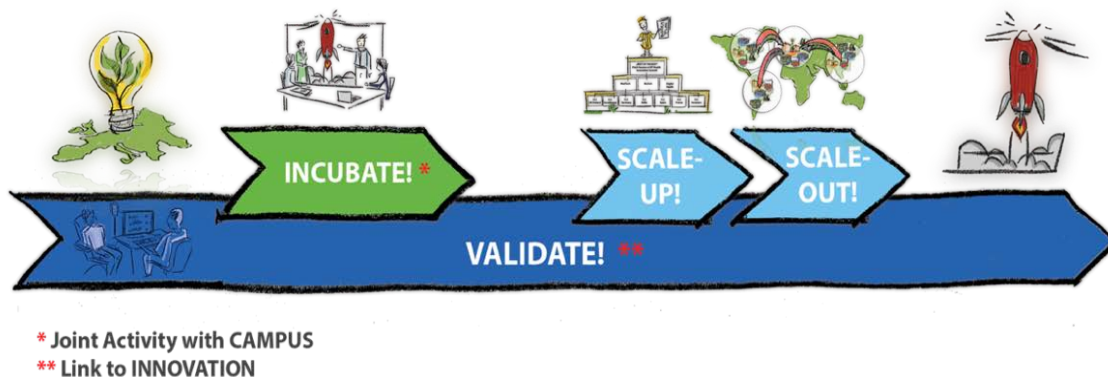 INCUBATE! *
SCALE-
UP!
SCALE-
OUT!
VALIDATE! **
* Joint Activity with CAMPUS
** Link to INNOVATION